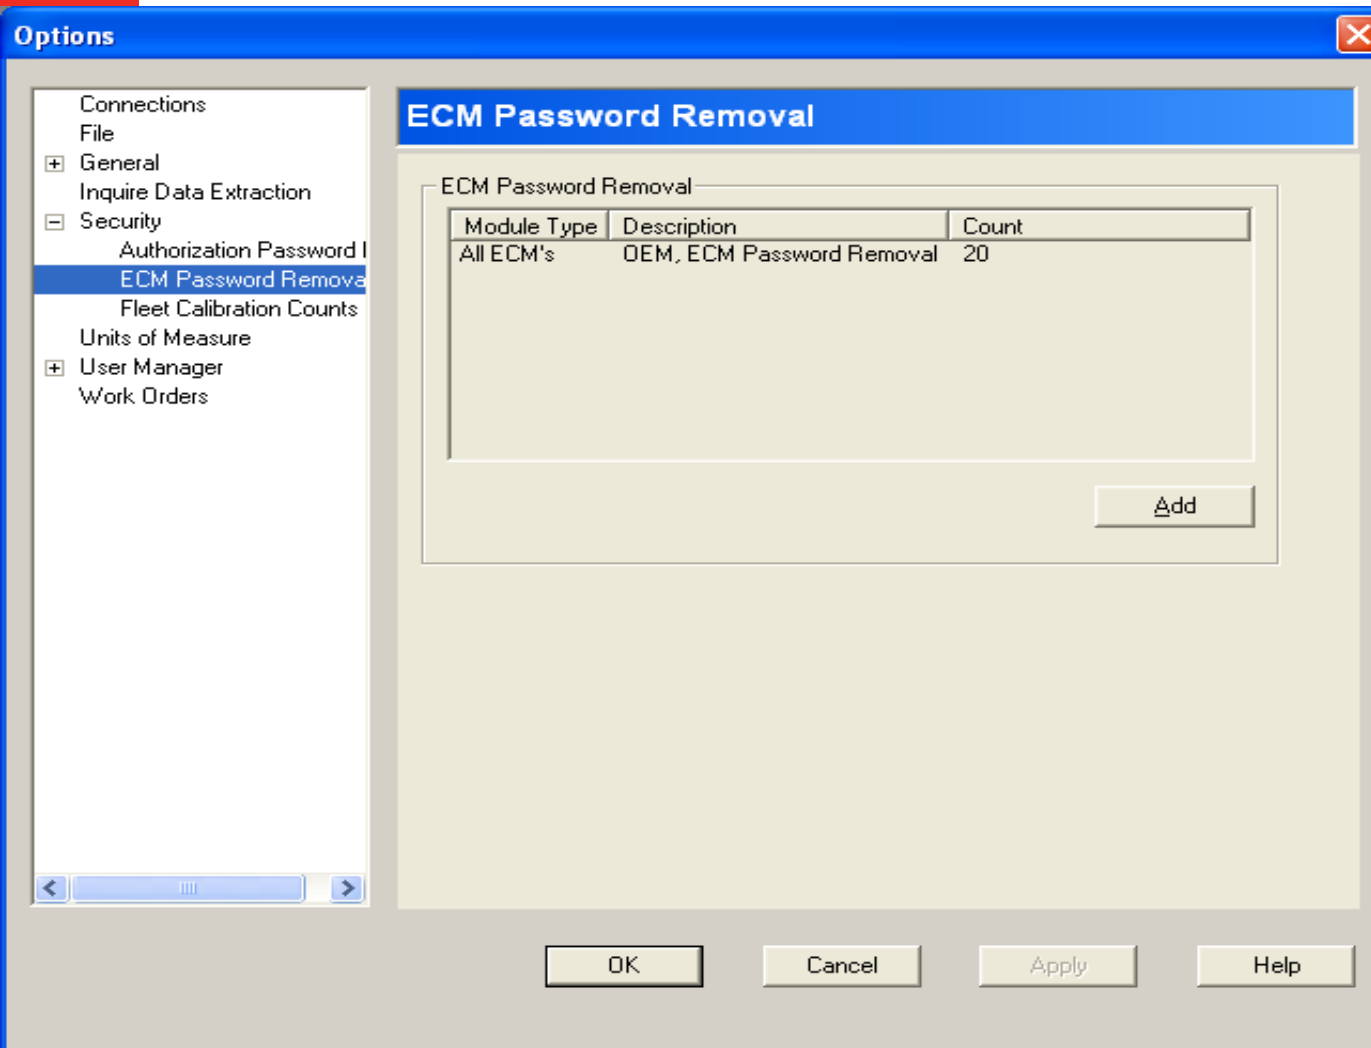 Options
Connections
File
General
Inquire Data Extraction
Security
Authorization Password
ECM Password Remova
Fleet Calibration Counts
Units of Measure
User Manager
Work Orders
ECM Password Removal
ECM Password Removal
Module Type Description Count
All ECM's OEM, ECM Password Removal 20
Add
OK Cancel Apply Help